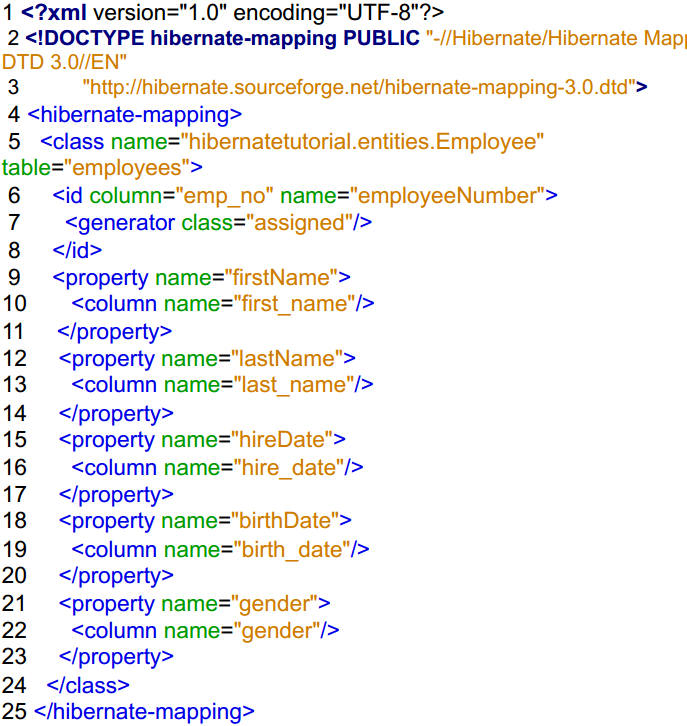 1 <?xml version="1.0" encoding="UTF-8"?>
2 <!DOCTYPE hibernate-mapping PUBLIC "-//Hibernate/Hibernate
DTD 3.0//EN"
3 "http://hibernate.sourceforge.net/hibernate-mapping-3.0.dtd">
4 <hibernate-mapping>
5 <class name="hibernatetutorial.entities.Employee"
table="employees">
6 <id column="emp_no" name="employeeNumber">
7 <generator class="assigned"/>
8 </id>
9 <property name="firstName">
10 <column name="first_name"/>
11 </property>
12 <property name="lastName">
13 <column name="last_name"/>
14 </property>
15 <property name="hireDate">
16 <column name="hire_date"/>
17 </property>
18 <property name="birthDate">
19 <column name="birth_date"/>
20 </property>
21 <property name="gender">
22 <column name="gender"/>
23 </property>
24 </class>
25 </hibernate-mapping>